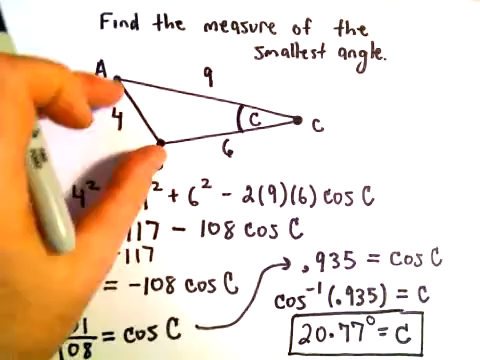 Find the measure of the
smallest angle.
A
9
4
C
C
6
4² ² + 6² - 2(9)(6) cos C
117 - 108 cos C
-117
= -108 cos C
.935 = cos C
cos⁻¹(.935) = C
= cos C
20.77° = C